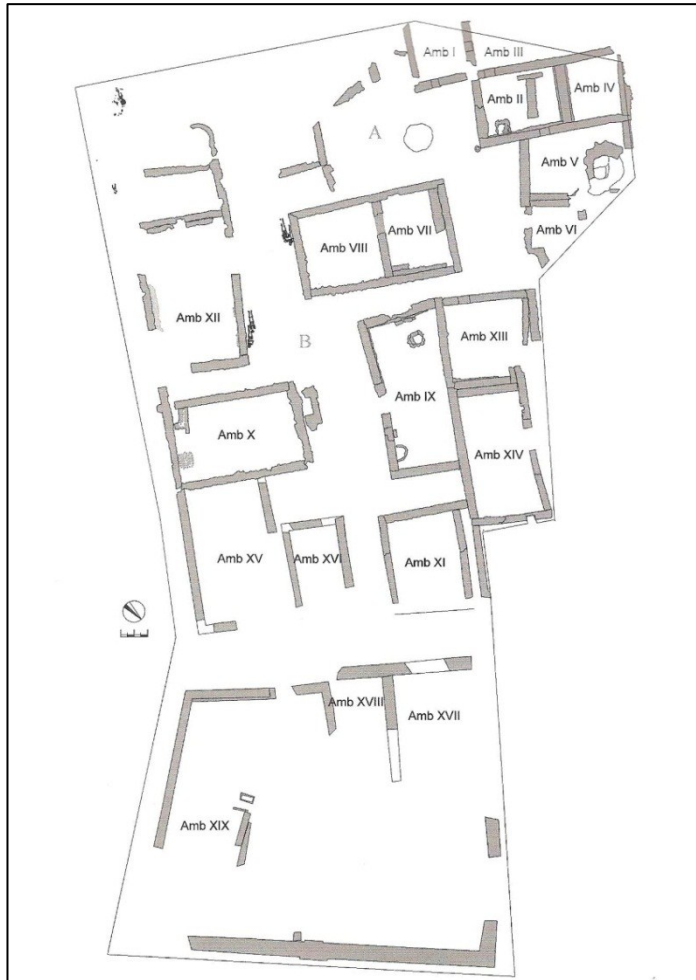 Amb I
Amb III
Amb II
Amb IV
A
Amb V
Amb VI
Amb VIII
Amb VII
Amb XII
B
Amb XIII
Amb IX
Amb X
Amb XIV
Amb XV
Amb XVI
Amb XI
Amb XVIII
Amb XVII
Amb XIX